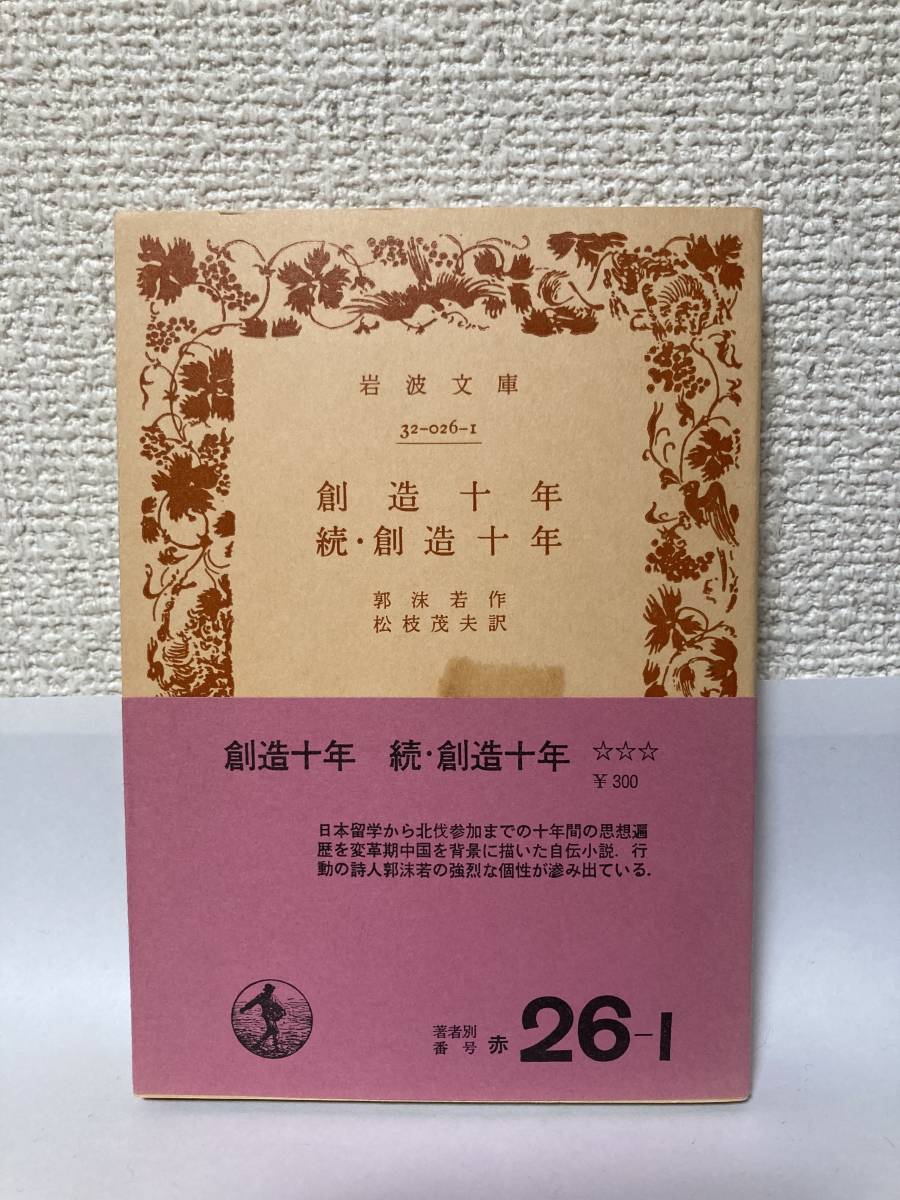 岩波文庫
32-026-1
創造十年
続・創造十年
郭沫若作
松枝茂夫訳
創造十年 続・創造十年 ☆☆☆
¥300
日本留学から北伐参加までの十年間の思想遍
歴を変革期中国を背景に描いた自伝小説．行
動の詩人郭沫若の強烈な個性が滲み出ている．
著者別
番号 赤 26-1